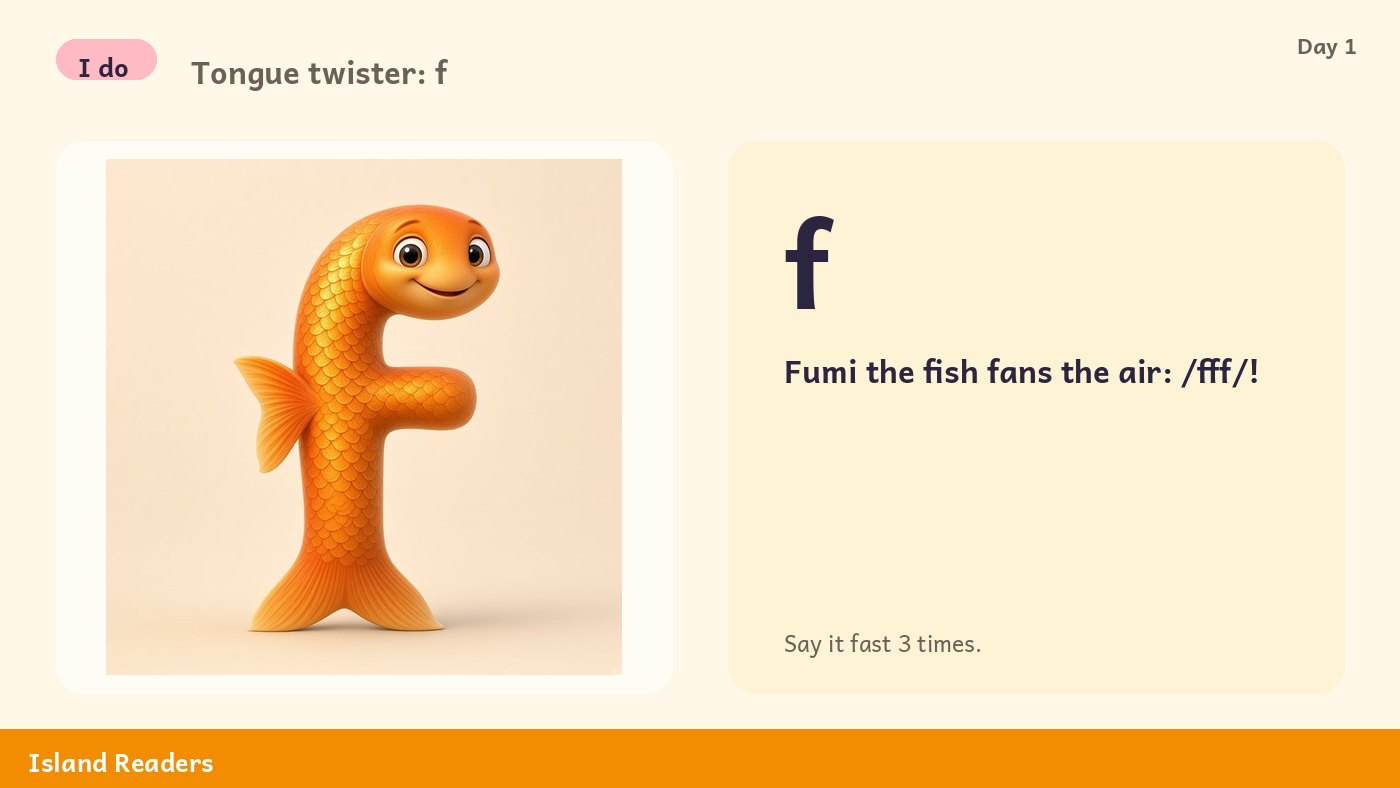 I do
Tongue twister: f
Day 1
f
Fumi the fish fans the air: /fff/!
Say it fast 3 times.
Island Readers